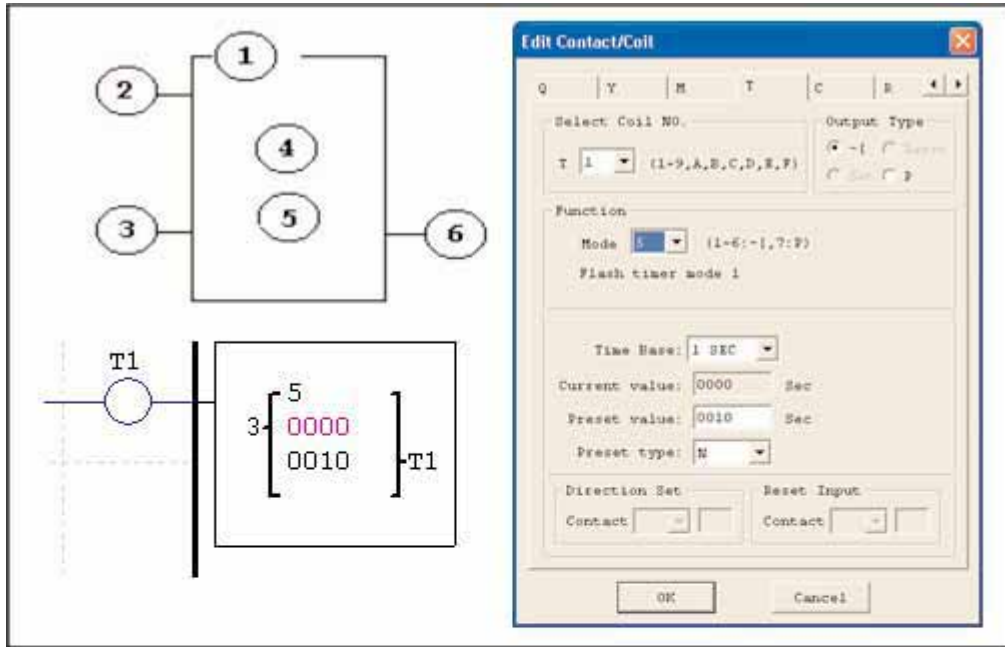 1
2
4
3
5
6
T1
5
3
0000
0010
T1
Edit Contact/Coil
Q Y M T C R
Select Coil NO.
T 1 (1-9,A,B,C,D,E,F)
Output Type
-[
P
Function
Mode 5 (1-6:-[,7:P)
Flash timer mode 1
Time Base: 1 SEC
Current value: 0000 Sec
Preset value: 0010 Sec
Preset type: N
Direction Set
Contact
Reset Input
Contact
OK
Cancel